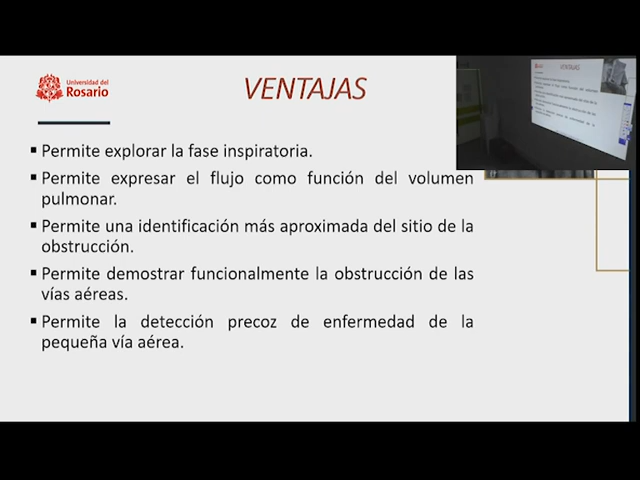 Universidad del
Rosario
VENTAJAS
▪ Permite explorar la fase inspiratoria.
▪ Permite expresar el flujo como función del volumen
pulmonar.
▪ Permite una identificación más aproximada del sitio de la
obstrucción.
▪ Permite demostrar funcionalmente la obstrucción de las
vías aéreas.
▪ Permite la detección precoz de enfermedad de la
pequeña vía aérea.
VENTAJAS